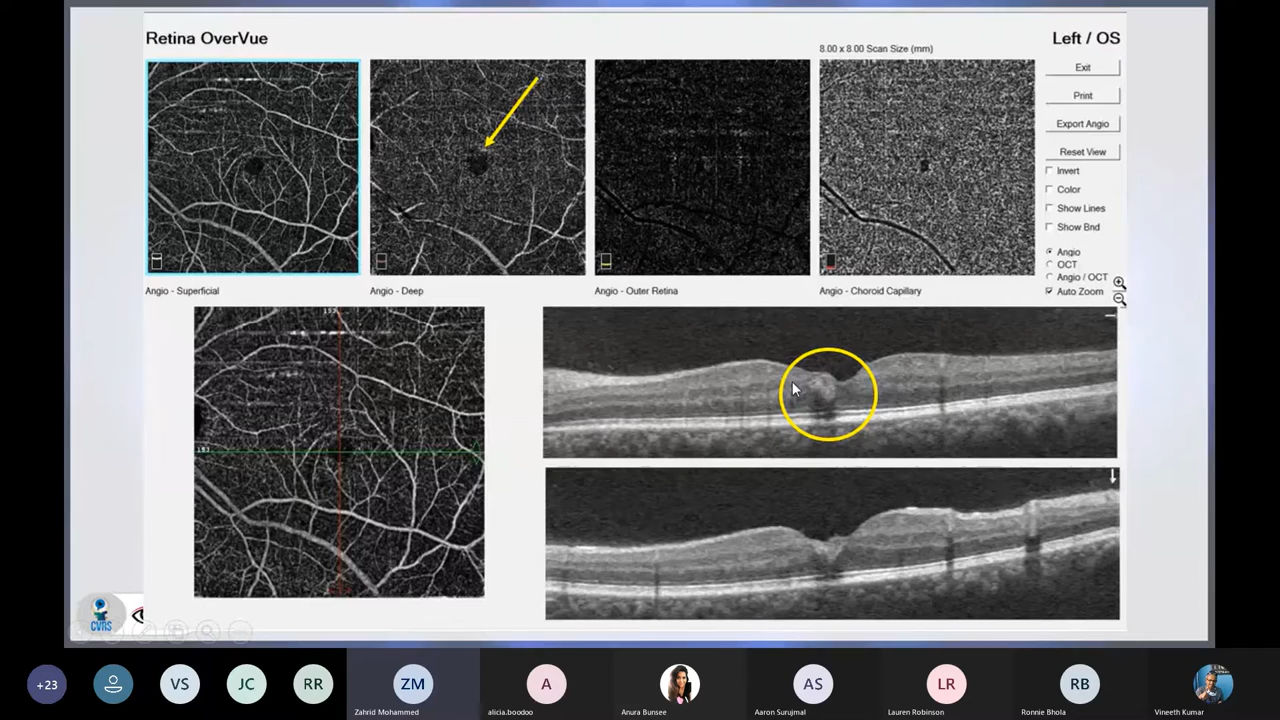 Retina OverVue
8.00 x 8.00 Scan Size (mm)
Left / OS
Exit
Print
Export Angio
Reset View
Invert
Color
Show Lines
Show Bnd
Angio
OCT
Angio / OCT
Auto Zoom
Angio - Superficial
Angio - Deep
Angio - Outer Retina
Angio - Choroid Capillary
153
153
CVRS
+23
VS
JC
RR
ZM
A
AS
LR
RB
Zahrid Mohammed
alicia.boodoo
Anura Bunsee
Aaron Surujmal
Lauren Robinson
Ronnie Bhola
Vineeth Kumar